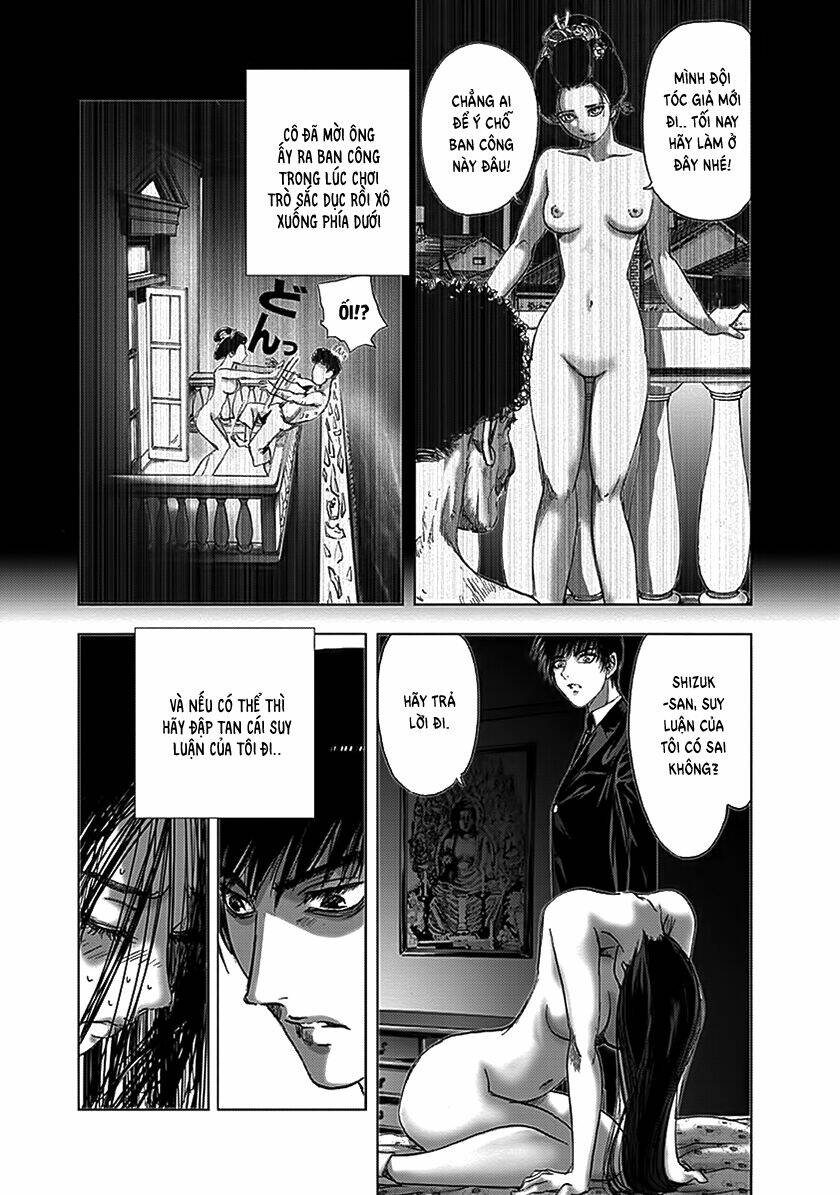 MÌNH ĐỘI
TÓC GIẢ MỚI
ĐI.. TỐI NAY
HÃY LÀM Ở
ĐÂY NHÉ!
CHẲNG AI
ĐỂ Ý CHỖ
BAN CÔNG
NÀY ĐÂU!
CÔ ĐÃ MỜI ÔNG
ẤY RA BAN CÔNG
TRONG LÚC CHƠI
TRÒ SẮC DỤC RỒI XÔ
XUỐNG PHÍA DƯỚI
ỐI!?
どんっ
SHIZUK
-SAN, SUY
LUẬN CỦA
TÔI CÓ SAI
KHÔNG?
HÃY TRẢ
LỜI ĐI.
VÀ NẾU CÓ THỂ THÌ
HÃY ĐẬP TAN CÁI SUY
LUẬN CỦA TÔI ĐI..